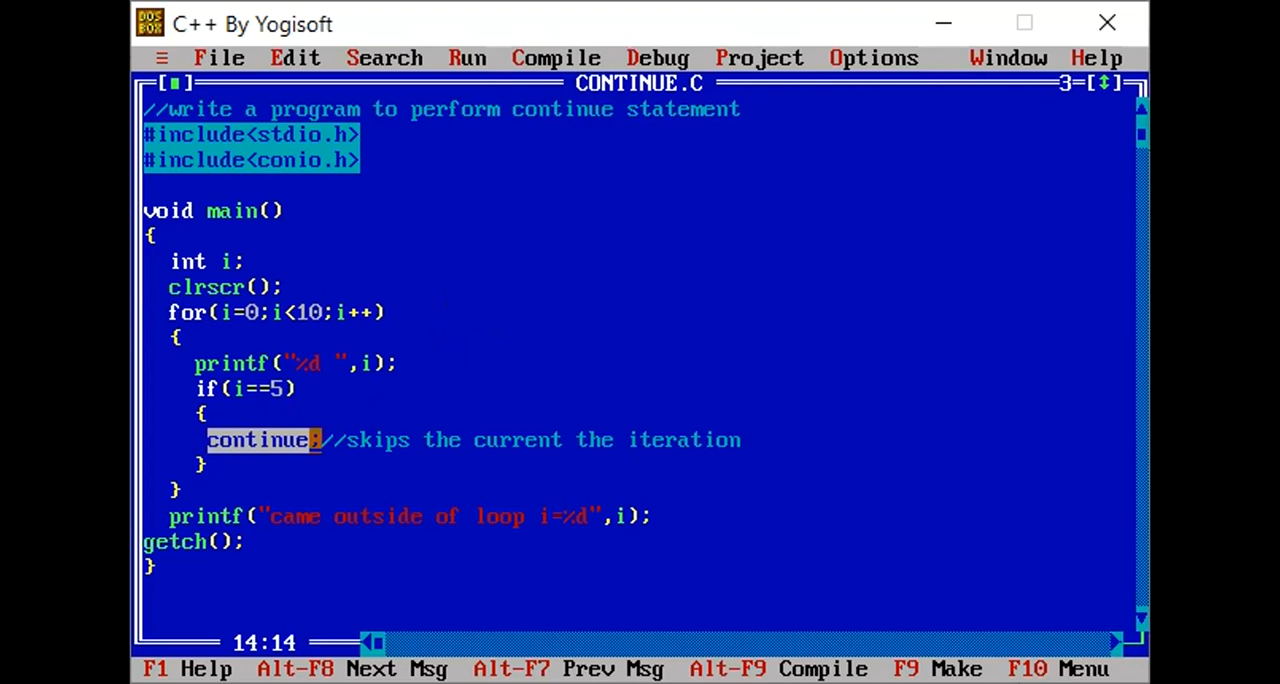 DOS BOX C++ By Yogisoft
≡ File Edit Search Run Compile Debug Project Options Window Help
[■] CONTINUE.C 3=[↕]
//write a program to perform continue statement
#include<stdio.h>
#include<conio.h>
void main()
{
int i;
clrscr();
for(i=0;i<10;i++)
{
printf("%d ",i);
if(i==5)
{
continue;//skips the current the iteration
}
}
printf("came outside of loop i=%d",i);
getch();
}
14:14
F1 Help Alt-F8 Next Msg Alt-F7 Prev Msg Alt-F9 Compile F9 Make F10 Menu